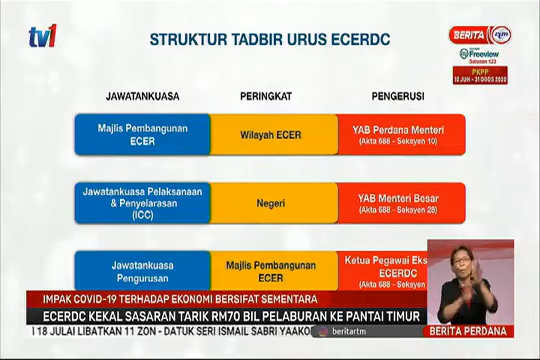 tv1
STRUKTUR TADBIR URUS ECERDC
BERITA rtm
Freeview
Saluran 123
PKPP
10 JUN - 31 OGOS 2020
JAWATANKUASA PERINGKAT PENGERUSI
Majlis Pembangunan
ECER
Wilayah ECER
YAB Perdana Menteri
(Akta 688 - Seksyen 10)
Jawatankuasa Pelaksanaan
& Penyelarasan
(ICC)
Negeri
YAB Menteri Besar
(Akta 688 - Seksyen 28)
Jawatankuasa
Pengurusan
Majlis Pembangunan
ECER
Ketua Pegawai Eks
ECERDC
(Akta 688 - Seksyen
IMPAK COVID-19 TERHADAP EKONOMI BERSIFAT SEMENTARA
ECERDC KEKAL SASARAN TARIK RM70 BIL PELABURAN KE PANTAI TIMUR
I 18 JULAI LIBATKAN 11 ZON - DATUK SERI ISMAIL SABRI YAAKO
beritartm
BERITA PERDANA